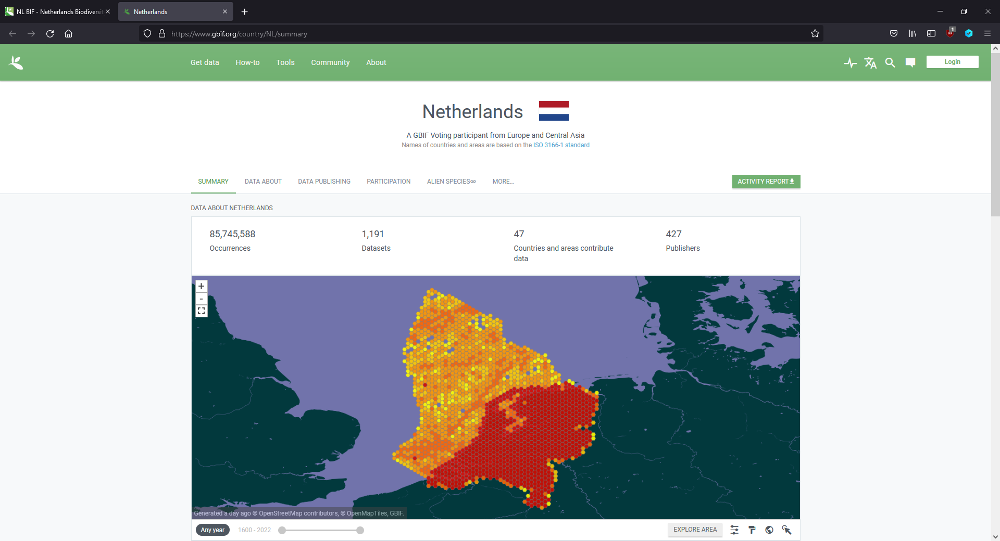 NL BIF - Netherlands Biodiversit
Netherlands
1
https://www.gbif.org/country/NL/summary
Get data
How-to
Tools
Community
About
Login
Netherlands
A GBIF Voting participant from Europe and Central Asia
Names of countries and areas are based on the ISO 3166-1 standard
SUMMARY
DATA ABOUT
DATA PUBLISHING
PARTICIPATION
ALIEN SPECIES
MORE...
ACTIVITY REPORT
DATA ABOUT NETHERLANDS
85,745,588
Occurrences
1,191
Datasets
47
Countries and areas contribute
data
427
Publishers
+
-
Generated a day ago © OpenStreetMap contributors, © OpenMapTiles, GBIF.
Any year
1600 - 2022
EXPLORE AREA